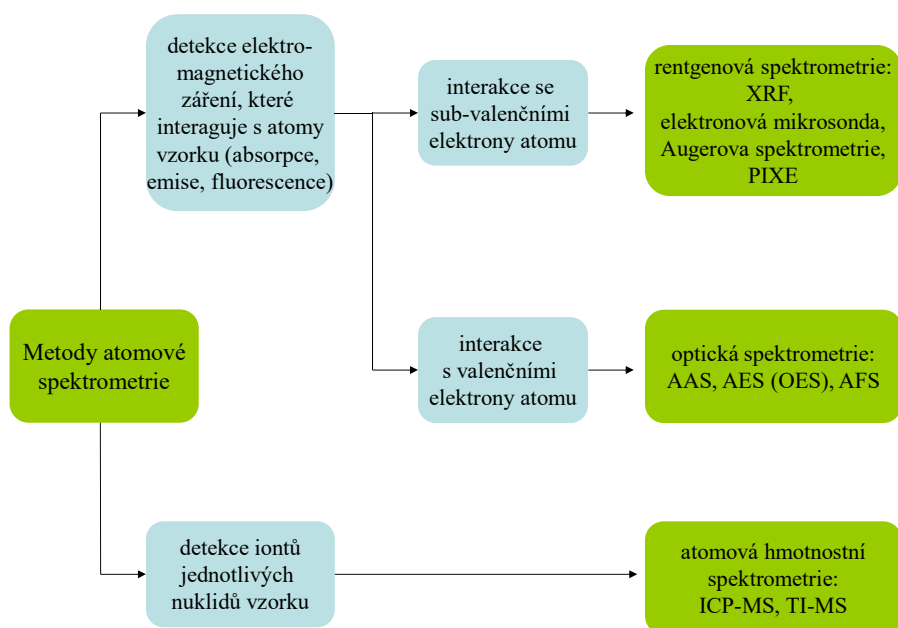 detekce elektro-
magnetického
záření, které
interaguje s atomy
vzorku (absorpce,
emise, fluorescence)
interakce se
sub-valenčními
elektrony atomu
rentgenová spektrometrie:
XRF,
elektronová mikrosonda,
Augerova spektrometrie,
PIXE
Metody atomové
spektrometrie
interakce
s valenčními
elektrony atomu
optická spektrometrie:
AAS, AES (OES), AFS
detekce iontů
jednotlivých
nuklidů vzorku
atomová hmotnostní
spektrometrie:
ICP-MS, TI-MS